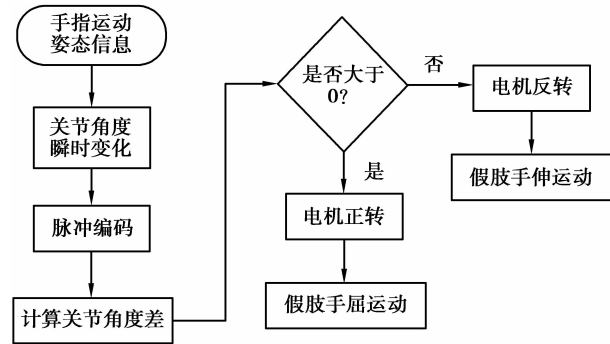 手指运动
姿态信息
关节角度
瞬时变化
脉冲编码
计算关节角度差
是否大于
0?
是
电机正转
假肢手屈运动
否
电机反转
假肢手伸运动